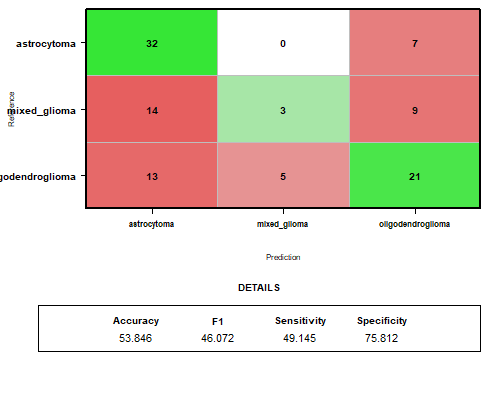 astrocytoma 32 0 7
Reference
mixed_glioma 14 3 9
godendroglioma 13 5 21
astrocytoma mixed_glioma oligodendroglioma
Prediction
DETAILS
Accuracy F1 Sensitivity Specificity
53.846 46.072 49.145 75.812